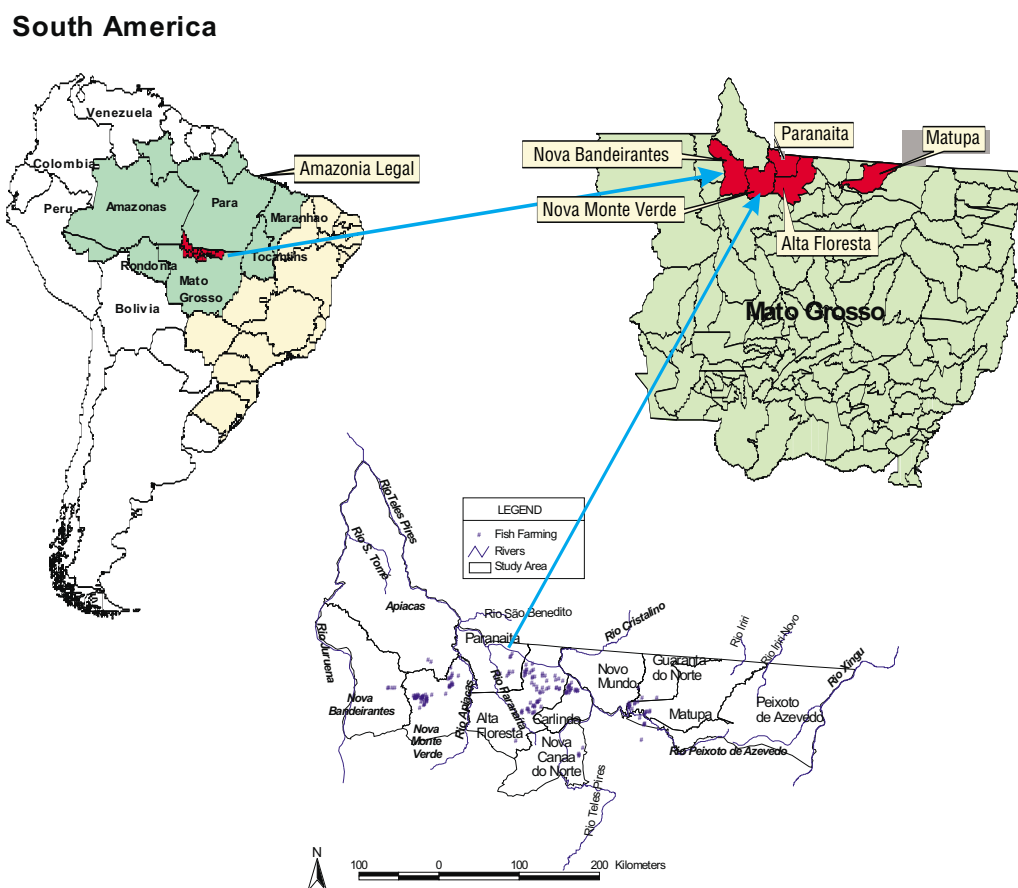 South America
Venezuela
Colombia
Amazonia Legal
Peru
Amazonas
Para
Maranhao
Rondonia
Tocantins
Mato
Grosso
Bolivia
Paranaita
Matupa
Nova Bandeirantes
Nova Monte Verde
Alta Floresta
Mato Grosso
LEGEND
Fish Farming
Rivers
Study Area
Rio Teles Pires
Rio S. Tomé
Apiacas
Rio São Benedito
Rio Cristalino
Rio Iriri
Rio Iriri-Novo
Rio Xingu
Rio Juruena
Paranaita
Novo
Mundo
Guaranta
do Norte
Rio Paranaita
Rio Apiacas
Nova
Bandeirantes
Nova
Monte
Verde
Alta
Floresta
Carlinda
Matupa
Peixoto
de Azevedo
Nova
Canaa
do Norte
Rio Peixoto de Azevedo
Rio Teles Pires
N
100 0 100 200 Kilometers